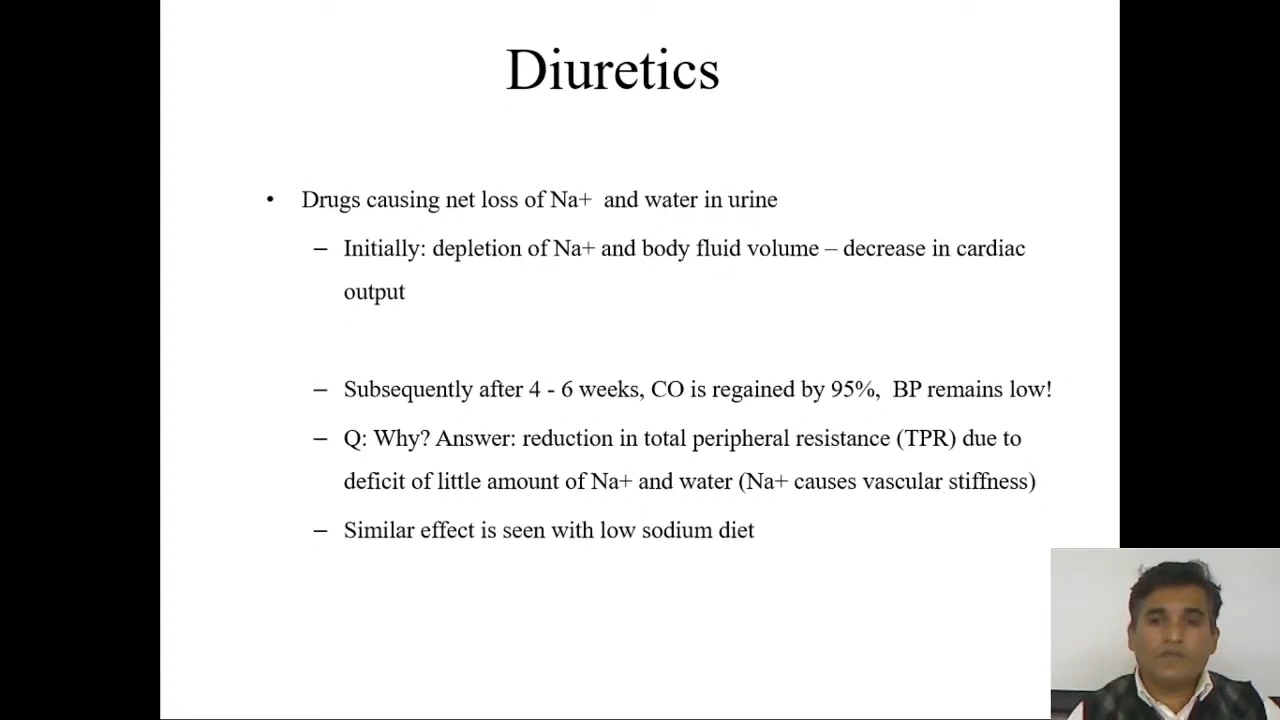 Diuretics
• Drugs causing net loss of Na+ and water in urine
– Initially: depletion of Na+ and body fluid volume – decrease in cardiac
output
– Subsequently after 4 - 6 weeks, CO is regained by 95%, BP remains low!
– Q: Why? Answer: reduction in total peripheral resistance (TPR) due to
deficit of little amount of Na+ and water (Na+ causes vascular stiffness)
– Similar effect is seen with low sodium diet